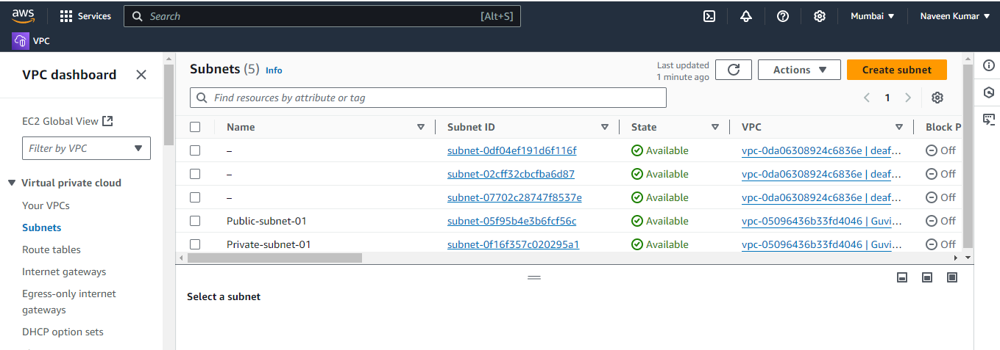 aws Services Search [Alt+S] Mumbai Naveen Kumar
VPC
VPC dashboard
EC2 Global View
Filter by VPC
Virtual private cloud
Your VPCs
Subnets
Route tables
Internet gateways
Egress-only internet
gateways
DHCP option sets
Subnets (5) Info
Last updated
1 minute ago
Actions
Create subnet
Find resources by attribute or tag
1
Name Subnet ID State VPC Block P
– subnet-0df04ef191d6f116f Available vpc-0da06308924c6836e | deaf… Off
– subnet-02cff32cbcfba6d87 Available vpc-0da06308924c6836e | deaf… Off
– subnet-07702c28747f8537e Available vpc-0da06308924c6836e | deaf… Off
Public-subnet-01 subnet-05f95b4e3b6fcf56c Available vpc-05096436b33fd4046 | Guvi… Off
Private-subnet-01 subnet-0f16f357c020295a1 Available vpc-05096436b33fd4046 | Guvi… Off
Select a subnet